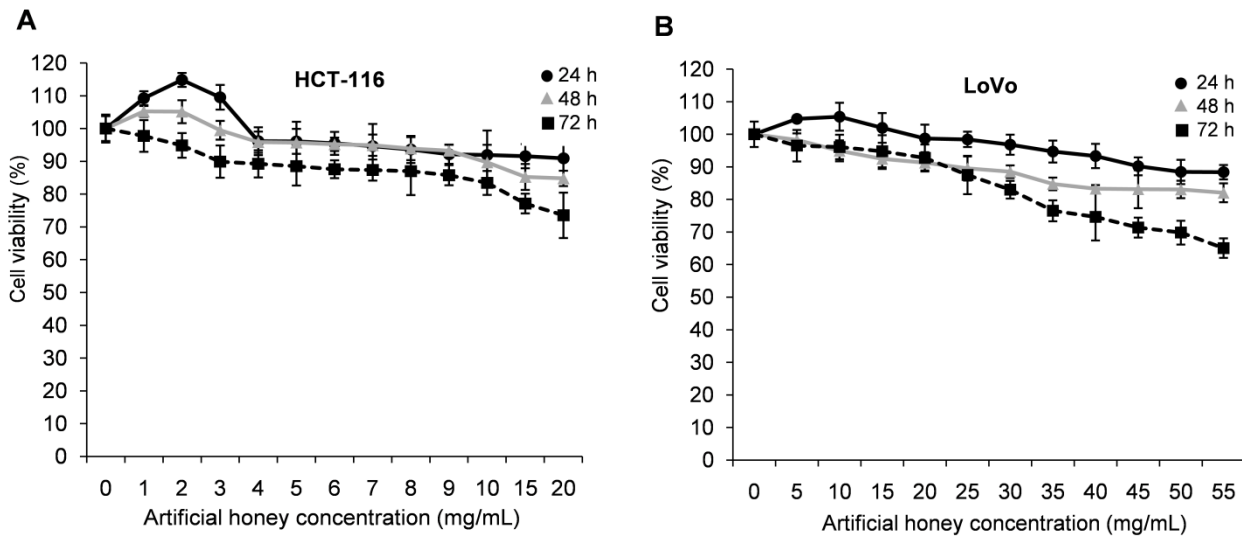 A
HCT-116
24 h
48 h
72 h
Cell viability (%)
120
110
100
90
80
70
60
50
40
30
20
10
0
0 1 2 3 4 5 6 7 8 9 10 15 20
Artificial honey concentration (mg/mL)
B
LoVo
24 h
48 h
72 h
Cell viability (%)
120
110
100
90
80
70
60
50
40
30
20
10
0
0 5 10 15 20 25 30 35 40 45 50 55
Artificial honey concentration (mg/mL)